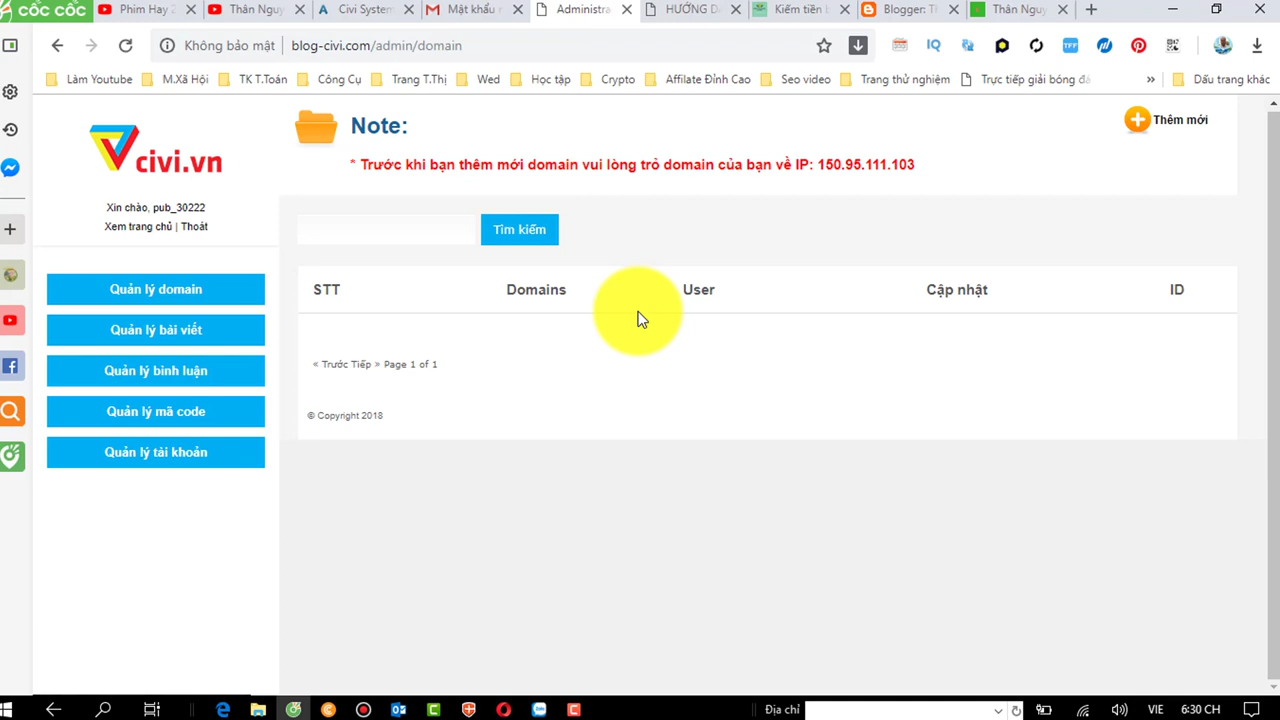 cốc cốc
Phim Hay 2
Thân Nguy
Civi System
Mật khẩu
Administra
HƯỚNG D
Kiếm tiền b
Blogger: T
Thân Nguy
Không bảo mật
blog-civi.com/admin/domain
IQ
TFF
Làm Youtube
M.Xã Hội
TK T.Toán
Công Cụ
Trang T.Thị
Wed
Học tập
Crypto
Affilate Đỉnh Cao
Seo video
Trang thử nghiệm
Trực tiếp giải bóng đá
»
Dấu trang khác
civi.vn
Note:
Thêm mới
* Trước khi bạn thêm mới domain vui lòng trỏ domain của bạn về IP: 150.95.111.103
Xin chào, pub_30222
Xem trang chủ | Thoát
Tìm kiếm
Quản lý domain
Quản lý bài viết
Quản lý bình luận
Quản lý mã code
Quản lý tài khoản
STT Domains User Cập nhật ID
« Trước Tiếp » Page 1 of 1
© Copyright 2018
Địa chỉ
VIE
6:30 CH